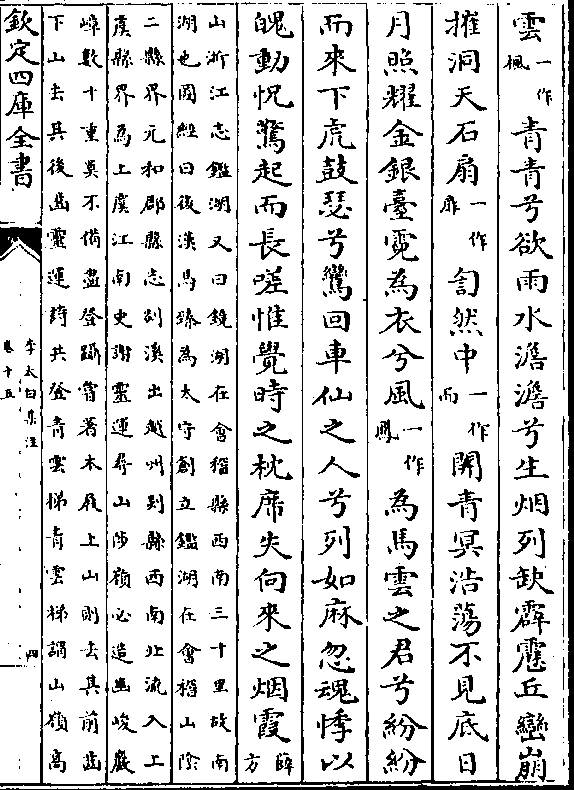 雲一作楓青青兮欲雨水澹澹兮生烟列缺霹靂丘巒崩
摧洞天石扇一作扉訇然中一作而開青冥浩蕩不見底日
月照耀金銀臺霓為衣兮風一作鳳為馬雲之君兮紛紛
而來下虎鼓瑟兮鸞回車仙之人兮列如麻忽魂悸以
魄動怳驚起而長嗟惟覺時之枕席失向來之烟霞薛方
山浙江志鑑湖又曰鏡湖在會稽縣西南三十里故南
湖也圖經曰後漢馬臻為太守創立鑑湖在會稽山陰
二縣界元和郡縣志剡溪出越州剡縣西南北流入上
虞縣界為上虞江南史謝靈運尋山陟嶺必造幽峻巖
嶂數十重莫不備盡登躡常著木屐上山則去其前齒
下山去其後齒靈運詩共登青雲梯青雲梯謂山嶺高
欽定四庫全書
李太白集注
卷十五
四